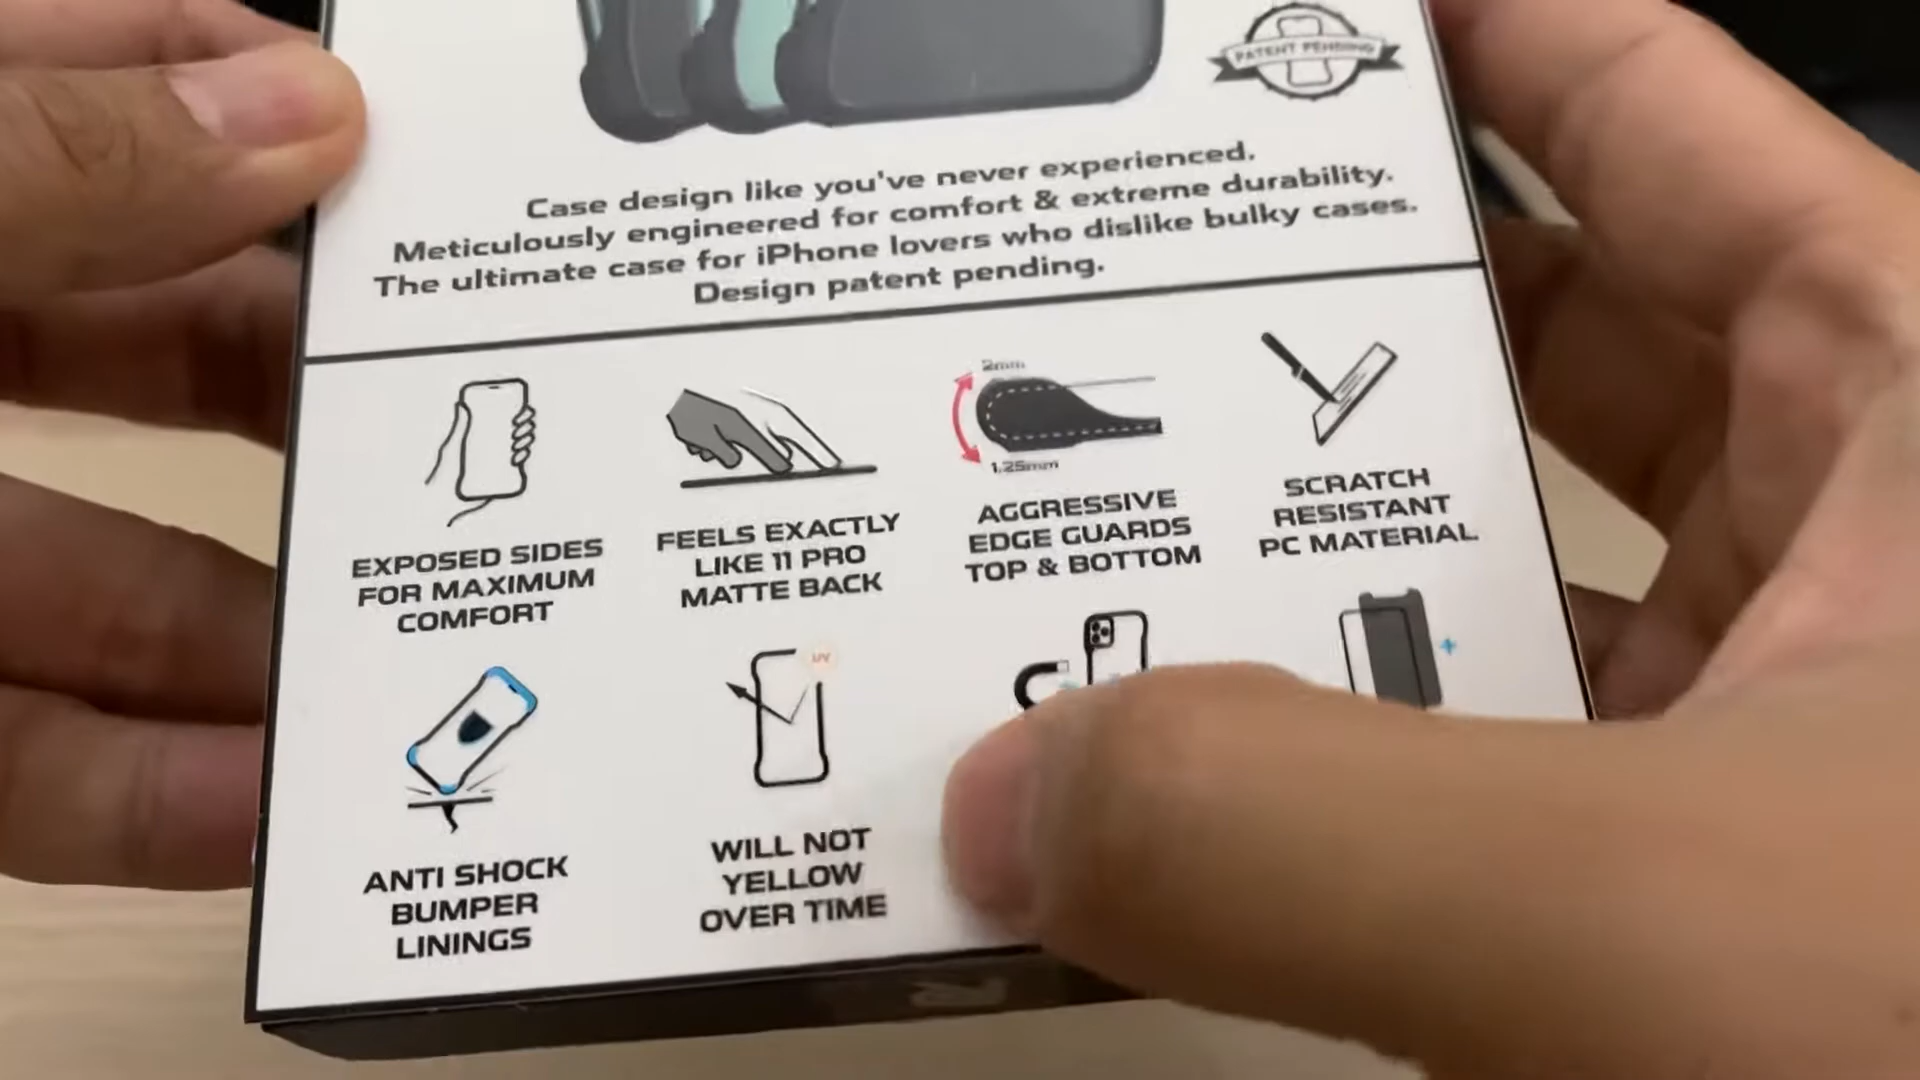 PATENT PENDING
Case design like you've never experienced.
Meticulously engineered for comfort & extreme durability.
The ultimate case for iPhone lovers who dislike bulky cases.
Design patent pending.
2mm
1.25mm
EXPOSED SIDES
FOR MAXIMUM
COMFORT
FEELS EXACTLY
LIKE 11 PRO
MATTE BACK
AGGRESSIVE
EDGE GUARDS
TOP & BOTTOM
SCRATCH
RESISTANT
PC MATERIAL
UV
ANTI SHOCK
BUMPER
LININGS
WILL NOT
YELLOW
OVER TIME